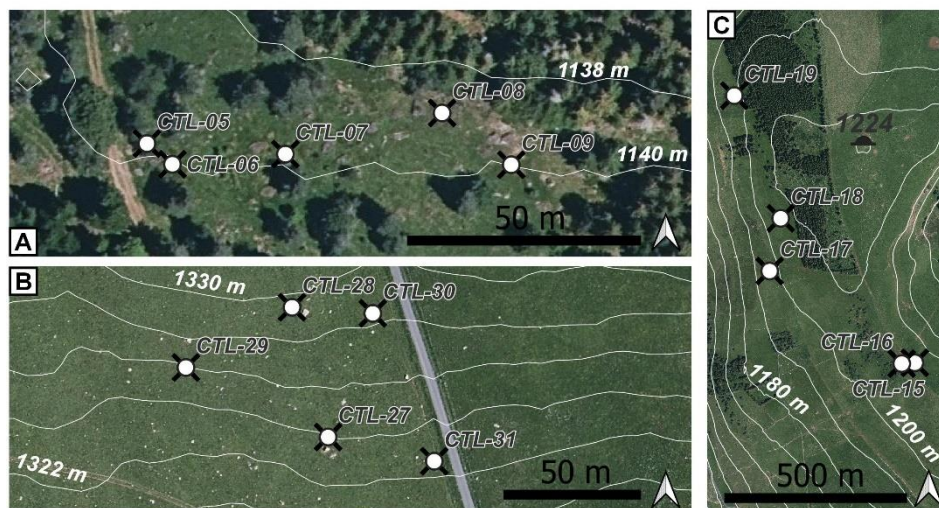 1138 m
CTL-08
CTL-05
CTL-07
CTL-06
CTL-09
1140 m
50 m
A
B
1330 m
CTL-28
CTL-30
CTL-29
CTL-27
CTL-31
1322 m
50 m
C
CTL-19
1224
CTL-18
CTL-17
CTL-16
CTL-15
1180 m
1200 m
500 m